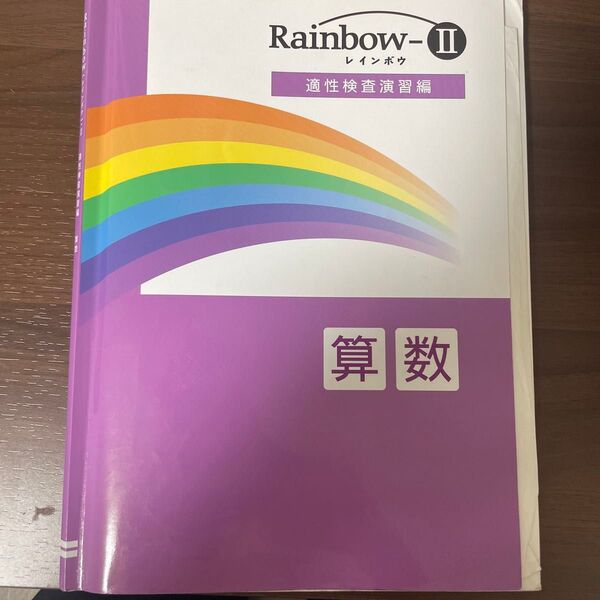 Rainbow-II
レインボウ
適性検査演習編
算数